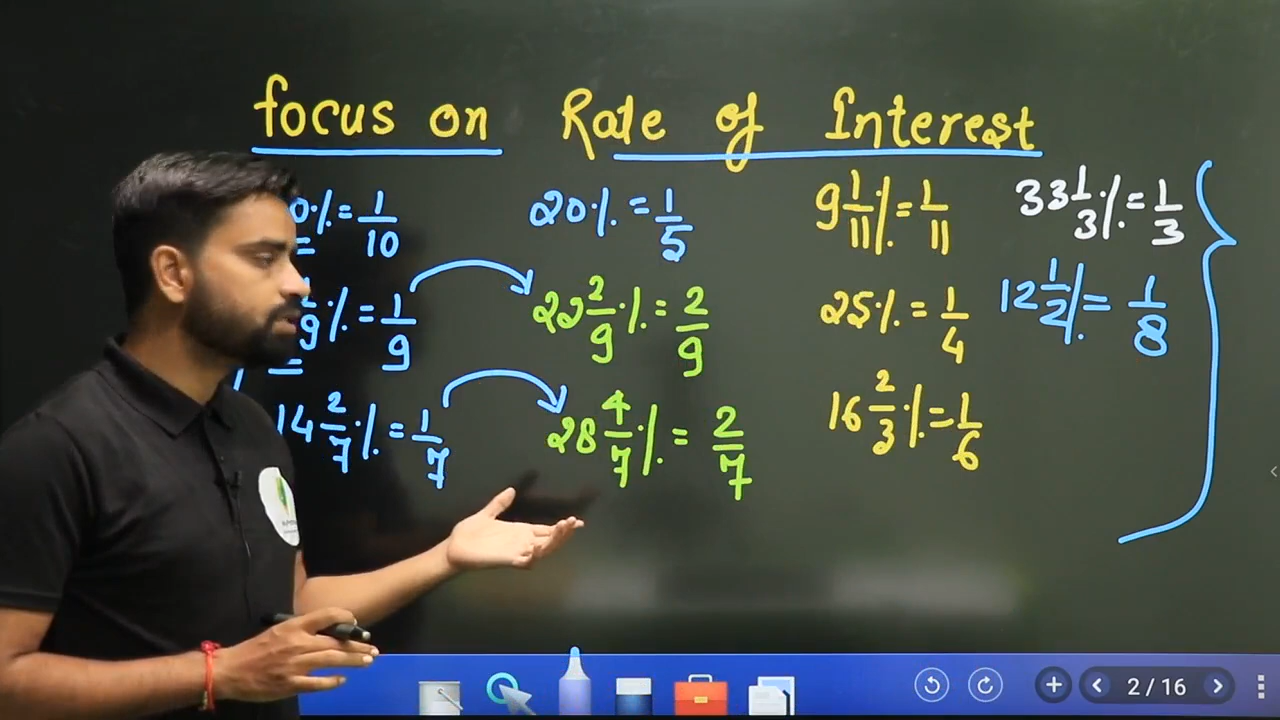 focus on Rate of Interest
0% = 1/10 20% = 1/5 9 1/11% = 1/11 33 1/3% = 1/3
1/9% = 1/9 22 2/9% = 2/9 25% = 1/4 12 1/2% = 1/8
14 2/7% = 1/7 28 4/7% = 2/7 16 2/3% = 1/6
2 / 16